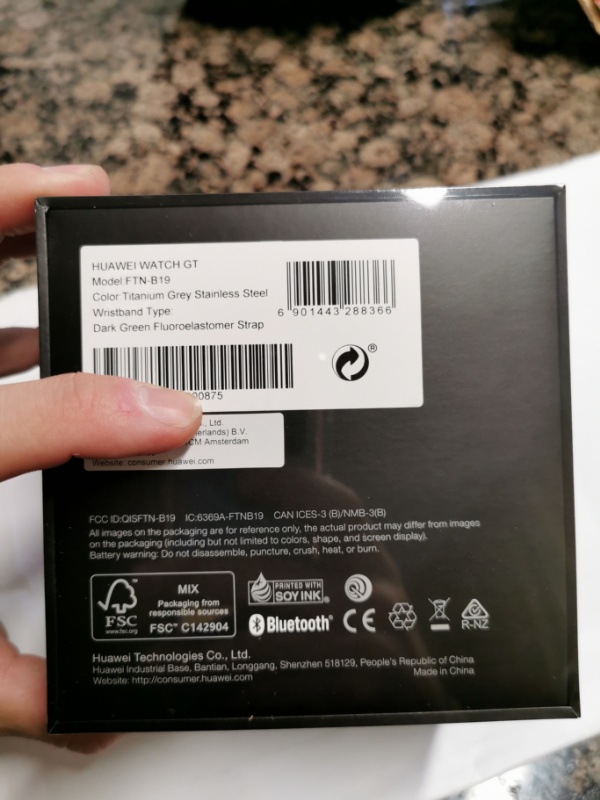 HUAWEI WATCH GT
Model:FTN-B19
Color:Titanium Grey Stainless Steel
Wristband Type:
Dark Green Fluoroelastomer Strap
6 901443 288366
®
00875
., Ltd.
erlands) B.V.
CM Amsterdam
Website: consumer.huawei.com
FCC ID:QISFTN-B19 IC:6369A-FTNB19 CAN ICES-3 (B)/NMB-3(B)
All images on the packaging are for reference only, the actual product may differ from images
on the packaging (including but not limited to colors, shape, and screen display).
Battery warning: Do not disassemble, puncture, crush, heat, or burn.
FSC
www.fsc.org
MIX
Packaging from
responsible sources
FSC™ C142904
PRINTED WITH
SOY INK
Bluetooth®
CE
R-NZ
Huawei Technologies Co., Ltd.
Huawei Industrial Base, Bantian, Longgang, Shenzhen 518129, People's Republic of China
Website: http://consumer.huawei.com
Made in China